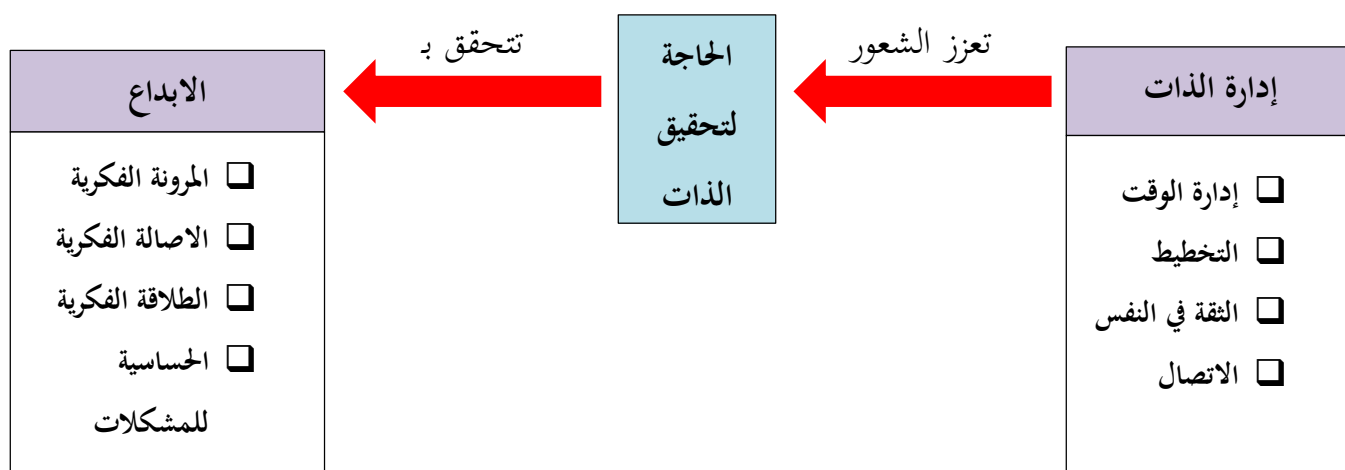 إدارة الذات
إدارة الوقت
التخطيط
الثقة في النفس
الاتصال
تعزز الشعور
الحاجة
لتحقيق
الذات
تتحقق بـ
الابداع
المرونة الفكرية
الاصالة الفكرية
الطلاقة الفكرية
الحساسية
للمشكلات